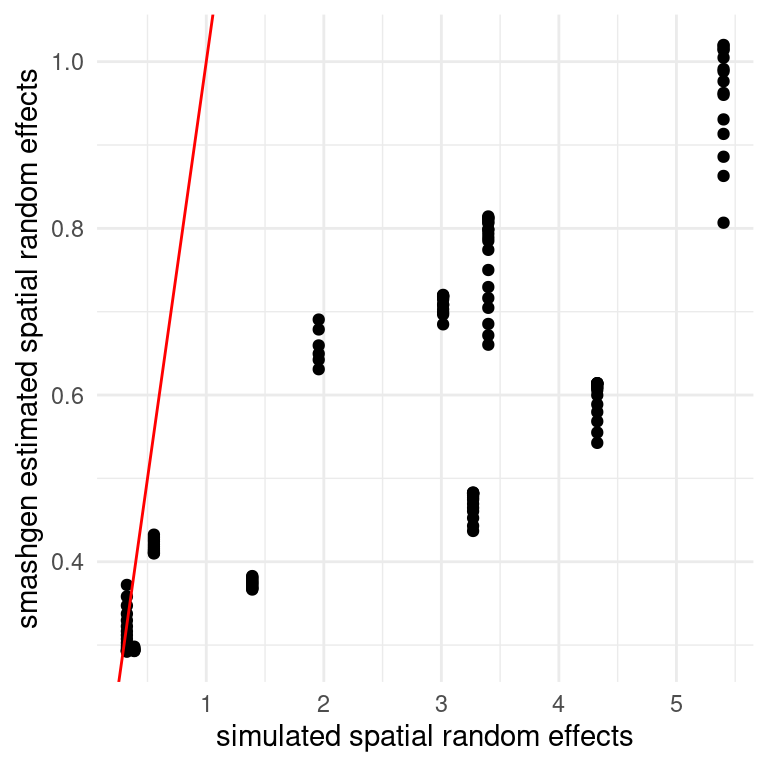 smashgen estimated spatial random effects
1.0
0.8
0.6
0.4
1 2 3 4 5
simulated spatial random effects